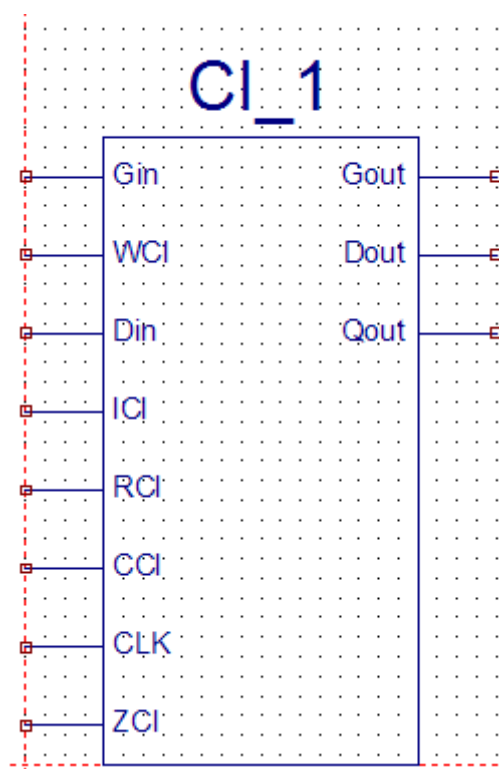 CI_1
Gin Gout
WCI Dout
Din Qout
ICI
RCI
CCI
CLK
ZCI